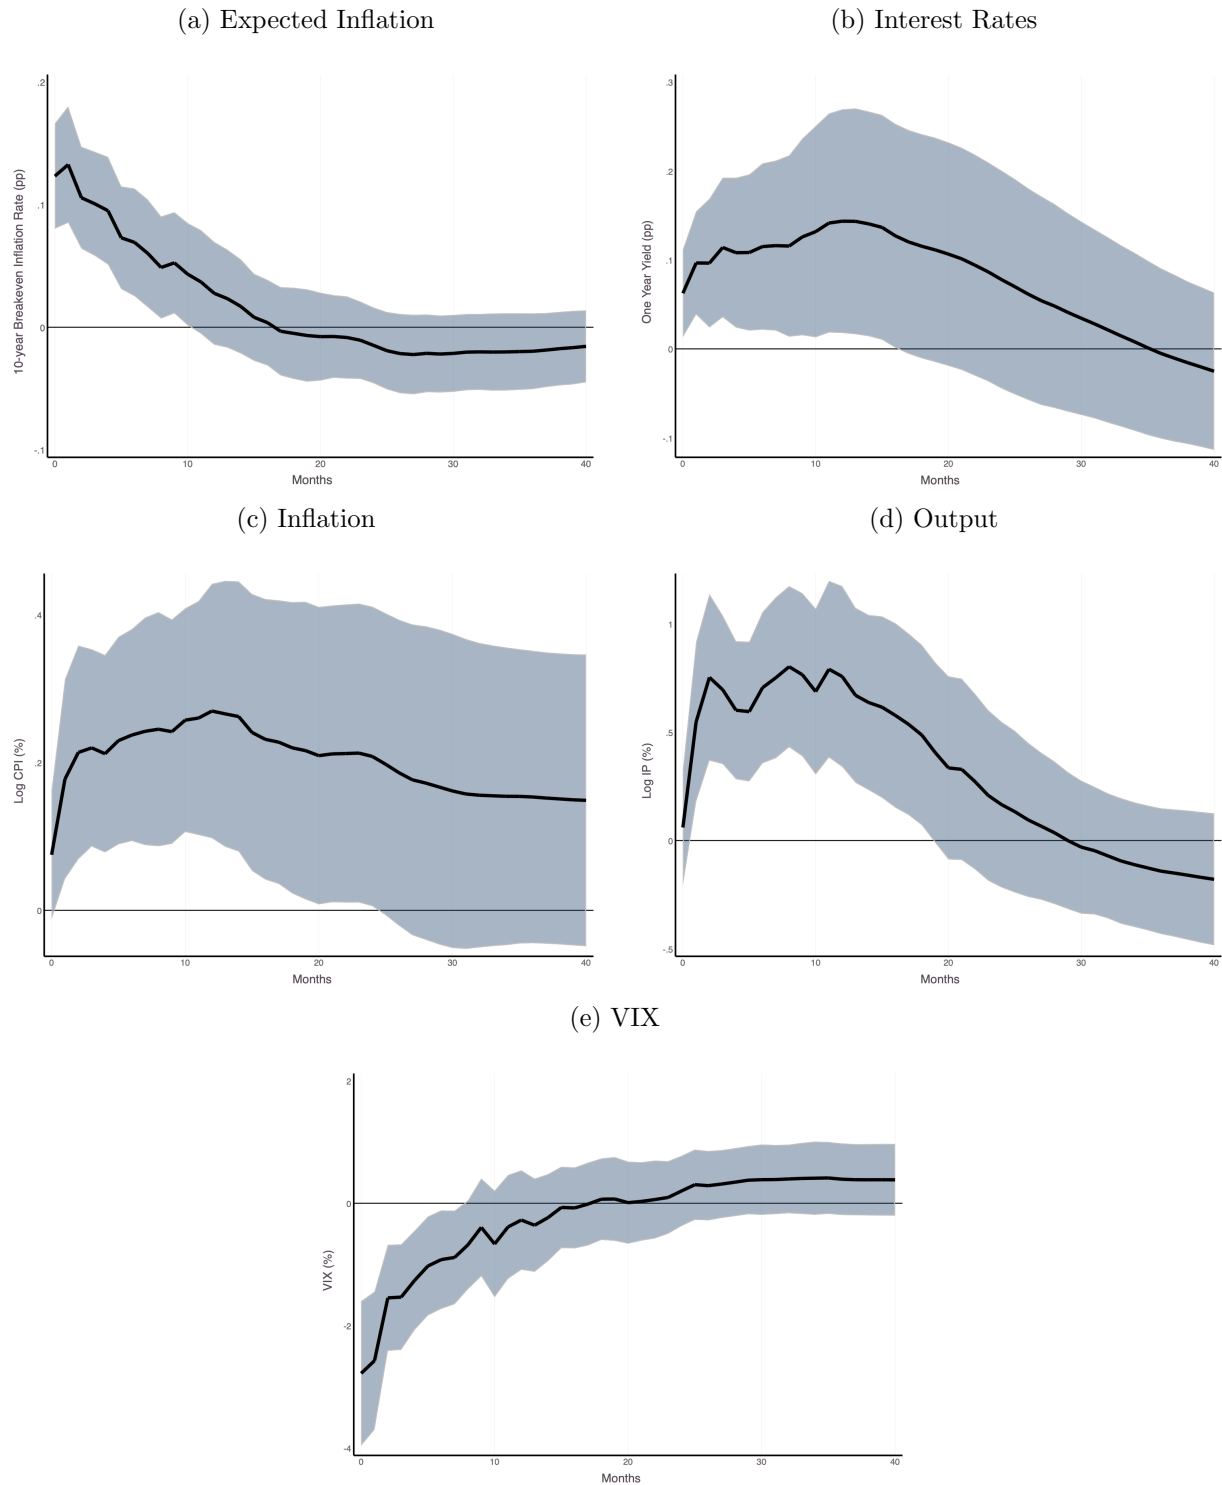 (a) Expected Inflation
10-year Breakeven Inflation Rate (pp)
.2
.1
0
-.1
0 10 20 30 40
Months
(b) Interest Rates
One Year Yield (pp)
.3
.2
.1
0
-.1
0 10 20 30 40
Months
(c) Inflation
Log CPI (%)
.4
.2
0
0 10 20 30 40
Months
(d) Output
Log IP (%)
1
.5
0
-.5
0 10 20 30 40
Months
(e) VIX
VIX (%)
2
0
-2
-4
0 10 20 30 40
Months